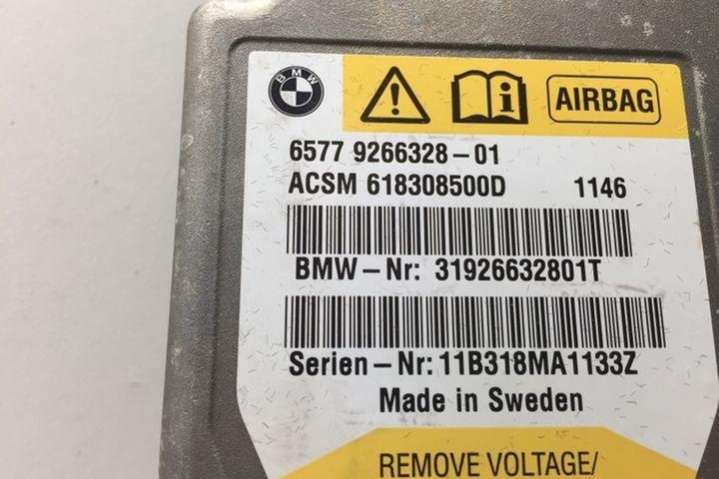 BMW
AIRBAG
6577 9266328-01
ACSM 618308500D 1146
BMW-Nr: 31926632801T
Serien-Nr: 11B318MA1133Z
Made in Sweden
REMOVE VOLTAGE/